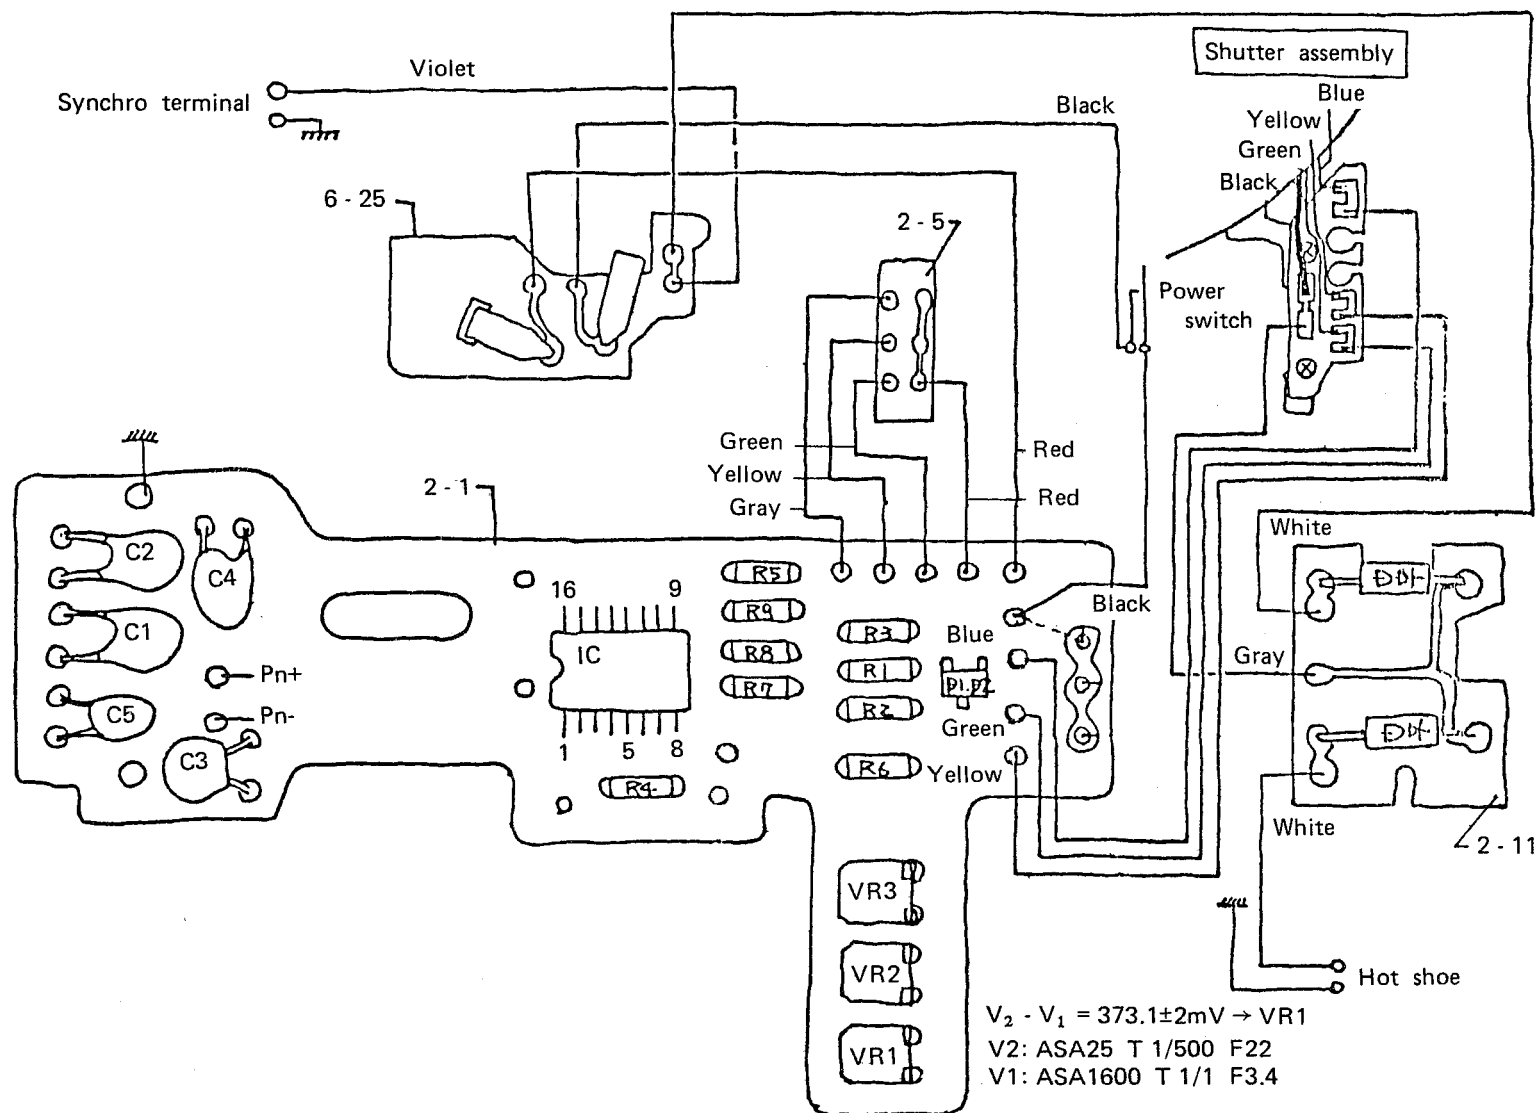 Shutter assembly
Violet
Synchro terminal
Black
Blue
Yellow
Green
Black
6 - 25
2 - 5
Power
switch
Green
Yellow
Gray
Red
Red
2 - 1
White
C2
C4
C1
C5
C3
Pn+
Pn-
16
9
IC
1
5
8
R5
R9
R8
R7
R4
R3
R1
R2
R6
Black
Blue
D1.D2
Green
Yellow
Gray
White
2 - 11
VR3
VR2
VR1
Hot shoe
V₂ - V₁ = 373.1±2mV → VR1
V2: ASA25 T 1/500 F22
V1: ASA1600 T 1/1 F3.4